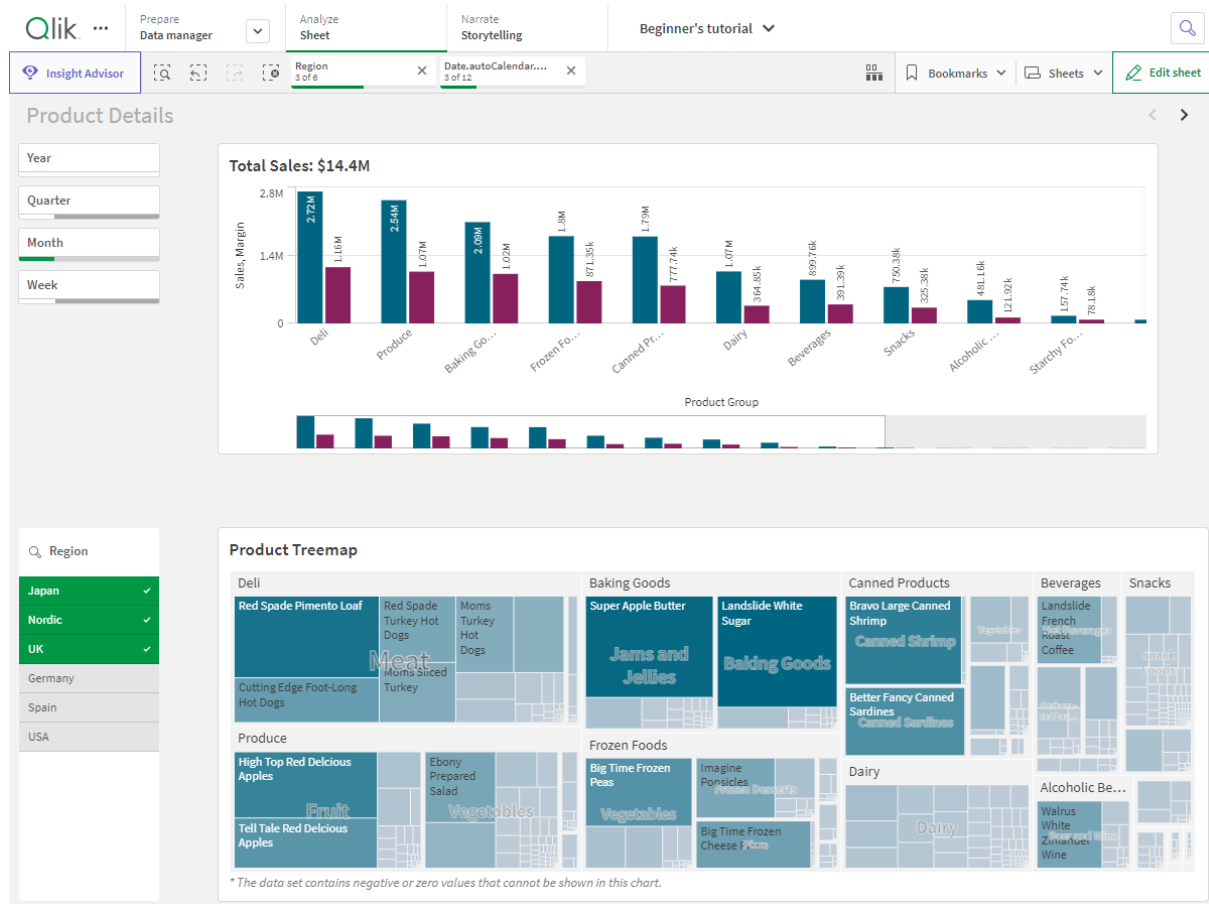 Qlik
Prepare
Data manager
Analyze
Sheet
Narrate
Storytelling
Beginner's tutorial
Insight Advisor
Region
3 of 6
Date.autoCalendar....
3 of 12
Bookmarks
Sheets
Edit sheet
Product Details
Year
Quarter
Month
Week
Total Sales: $14.4M
Sales, Margin
2.8M
1.4M
0
2.72M
1.16M
2.54M
1.07M
2.09M
1.02M
1.8M
871.35k
1.79M
777.74k
1.07M
364.85k
899.76k
391.39k
750.38k
325.38k
481.16k
121.92k
157.74k
78.18k
Deli
Produce
Baking Go...
Frozen Fo...
Canned Pr...
Dairy
Beverages
Snacks
Alcoholic ...
Starchy Fo...
Product Group
Region
Japan
Nordic
UK
Germany
Spain
USA
Product Treemap
Deli
Red Spade Pimento Loaf
Red Spade
Turkey Hot
Dogs
Moms
Turkey
Hot
Dogs
Meat
Cutting Edge Foot-Long
Hot Dogs
Moms Sliced
Turkey
Baking Goods
Super Apple Butter
Jams and
Jellies
Landslide White
Sugar
Baking Goods
Canned Products
Bravo Large Canned
Shrimp
Canned Shrimp
Vegetables
Better Fancy Canned
Sardines
Canned Sardines
Beverages
Landslide
French
Roast
Coffee
Snacks
Snack
Foods
Produce
High Top Red Delcious
Apples
Fruit
Tell Tale Red Delcious
Apples
Ebony
Prepared
Salad
Vegetables
Frozen Foods
Big Time Frozen
Peas
Vegetables
Imagine
Popsicles
Frozen Desserts
Big Time Frozen
Cheese Pizza
Dairy
Dairy
Alcoholic Be...
Walrus
White
Zinfandel
Wine
Beer and Wine
* The data set contains negative or zero values that cannot be shown in this chart.